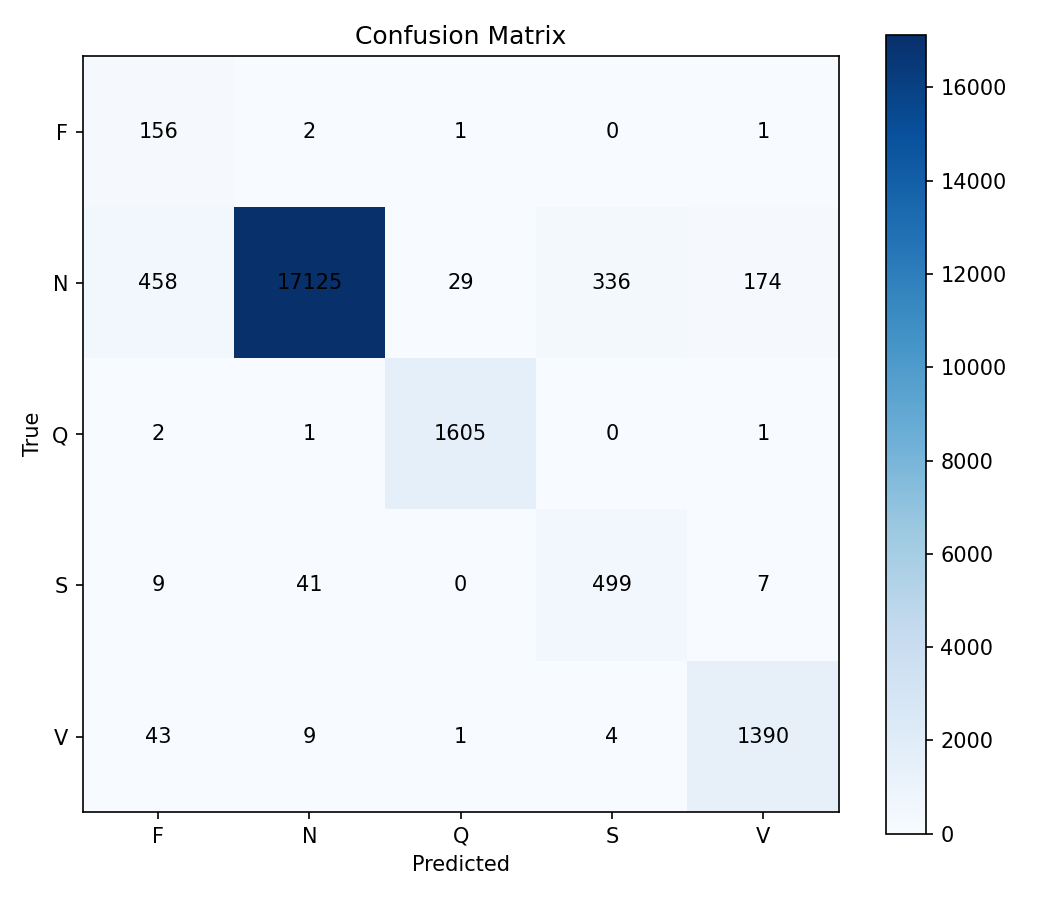 Confusion Matrix
F 156 2 1 0 1
N 458 17125 29 336 174
Q 2 1 1605 0 1
S 9 41 0 499 7
V 43 9 1 4 1390
F N Q S V
Predicted
True
16000
14000
12000
10000
8000
6000
4000
2000
0